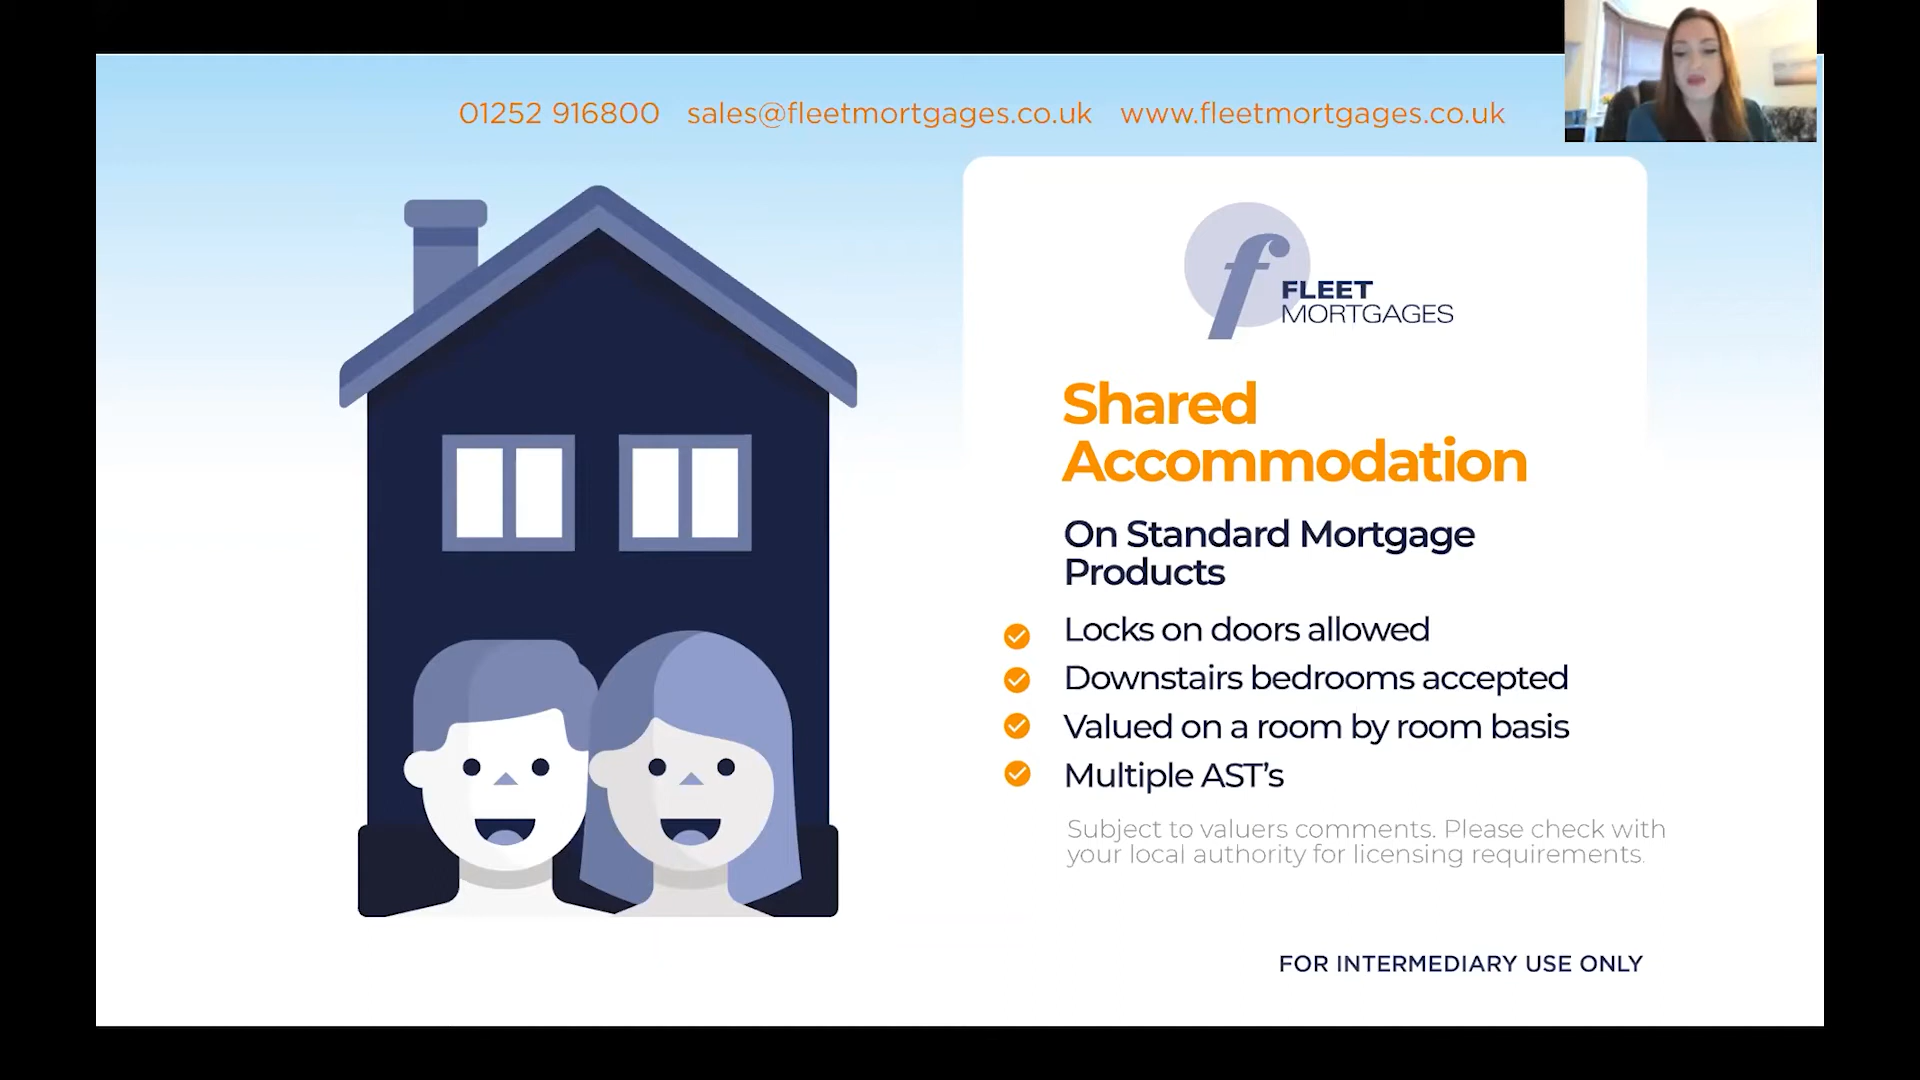 01252 916800 sales@fleetmortgages.co.uk www.fleetmortgages.co.uk
f
FLEET
MORTGAGES
Shared
Accommodation
On Standard Mortgage
Products
Locks on doors allowed
Downstairs bedrooms accepted
Valued on a room by room basis
Multiple AST's
Subject to valuers comments. Please check with
your local authority for licensing requirements.
FOR INTERMEDIARY USE ONLY